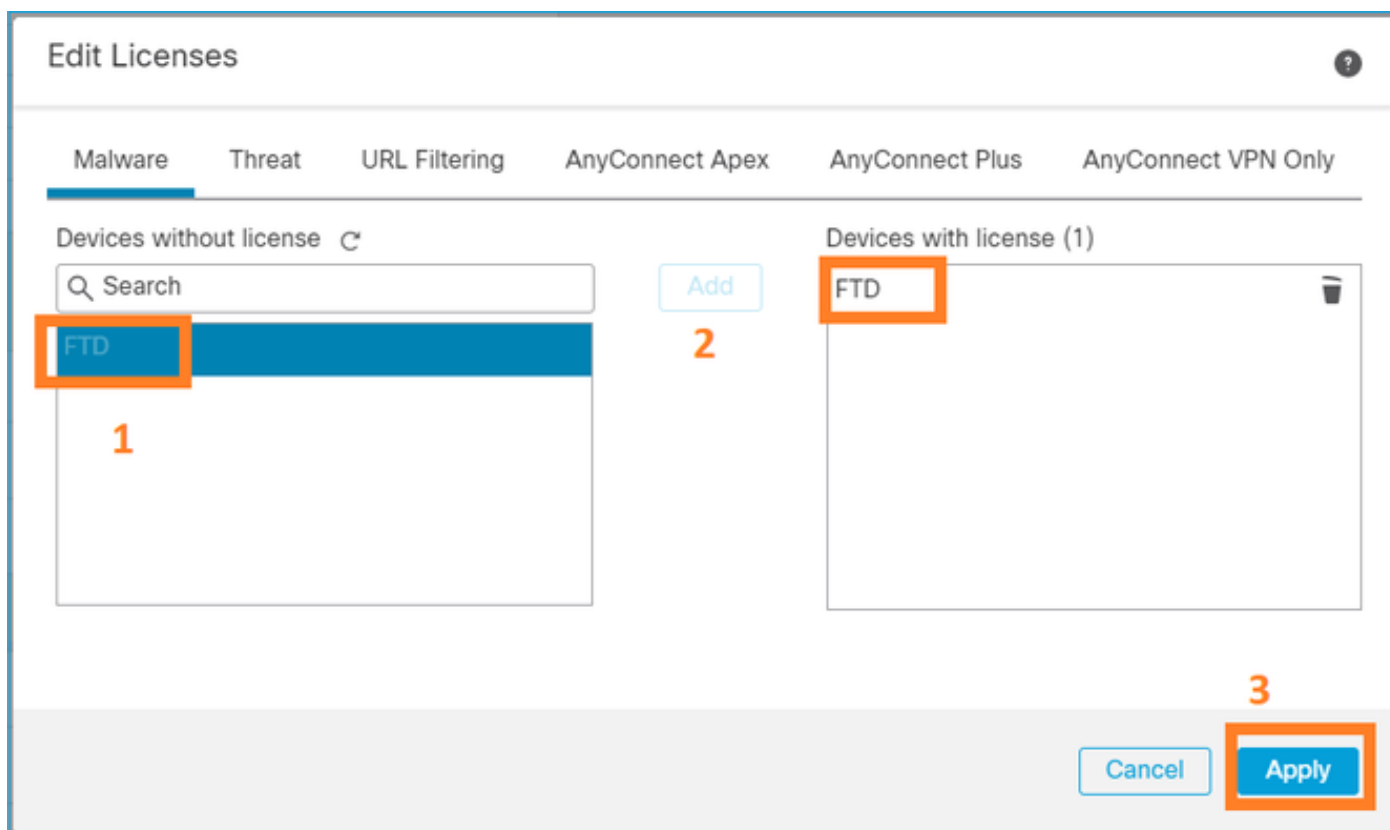 Edit Licenses
?
Malware Threat URL Filtering AnyConnect Apex AnyConnect Plus AnyConnect VPN Only
Devices without license
Devices with license (1)
Search
Add
FTD
FTD
2
1
3
Cancel
Apply